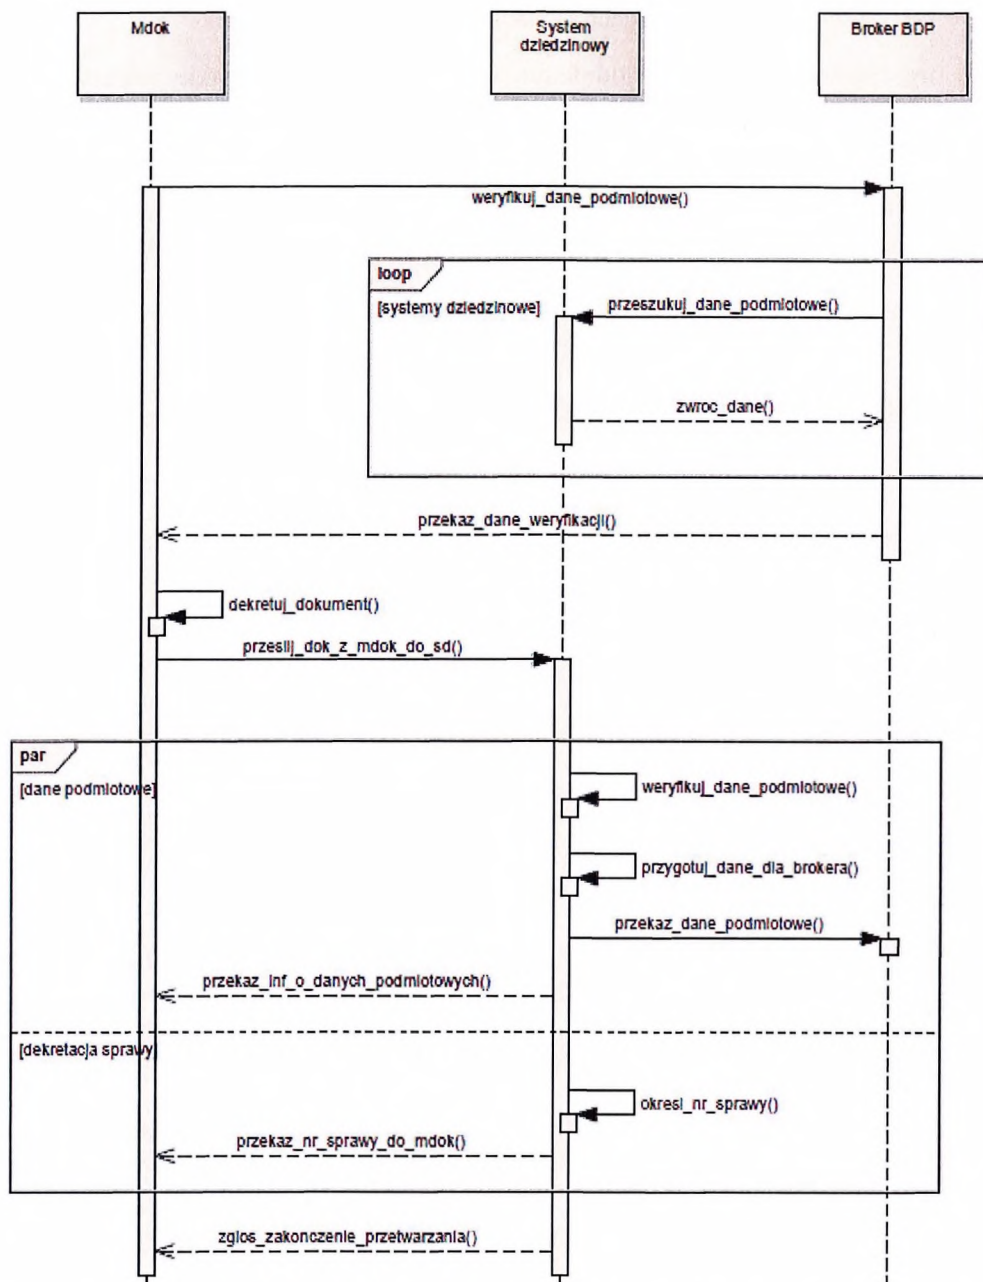 Mdok
System
dziedzinowy
Broker BDP
weryfikuj_dane_podmiotowe()
loop
[systemy dziedzinowe]
przeszukuj_dane_podmiotowe()
zwroc_dane()
przekaz_dane_weryfikacji()
dekretuj_dokument()
przeslij_dok_z_mdok_do_sd()
par
[dane podmiotowe]
weryfikuj_dane_podmiotowe()
przygotuj_dane_dla_brokera()
przekaz_dane_podmiotowe()
przekaz_inf_o_danych_podmiotowych()
[dekretacja sprawy]
okresl_nr_sprawy()
przekaz_nr_sprawy_do_mdok()
zglos_zakonczenie_przetwarzania()